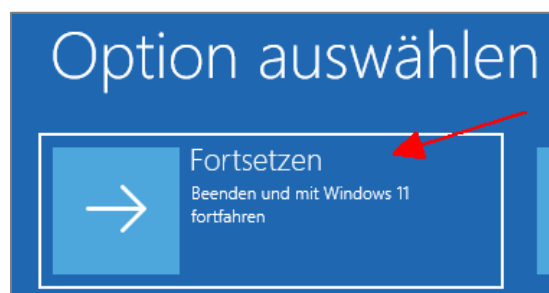 Option auswählen
Fortsetzen
Beenden und mit Windows 11
fortfahren